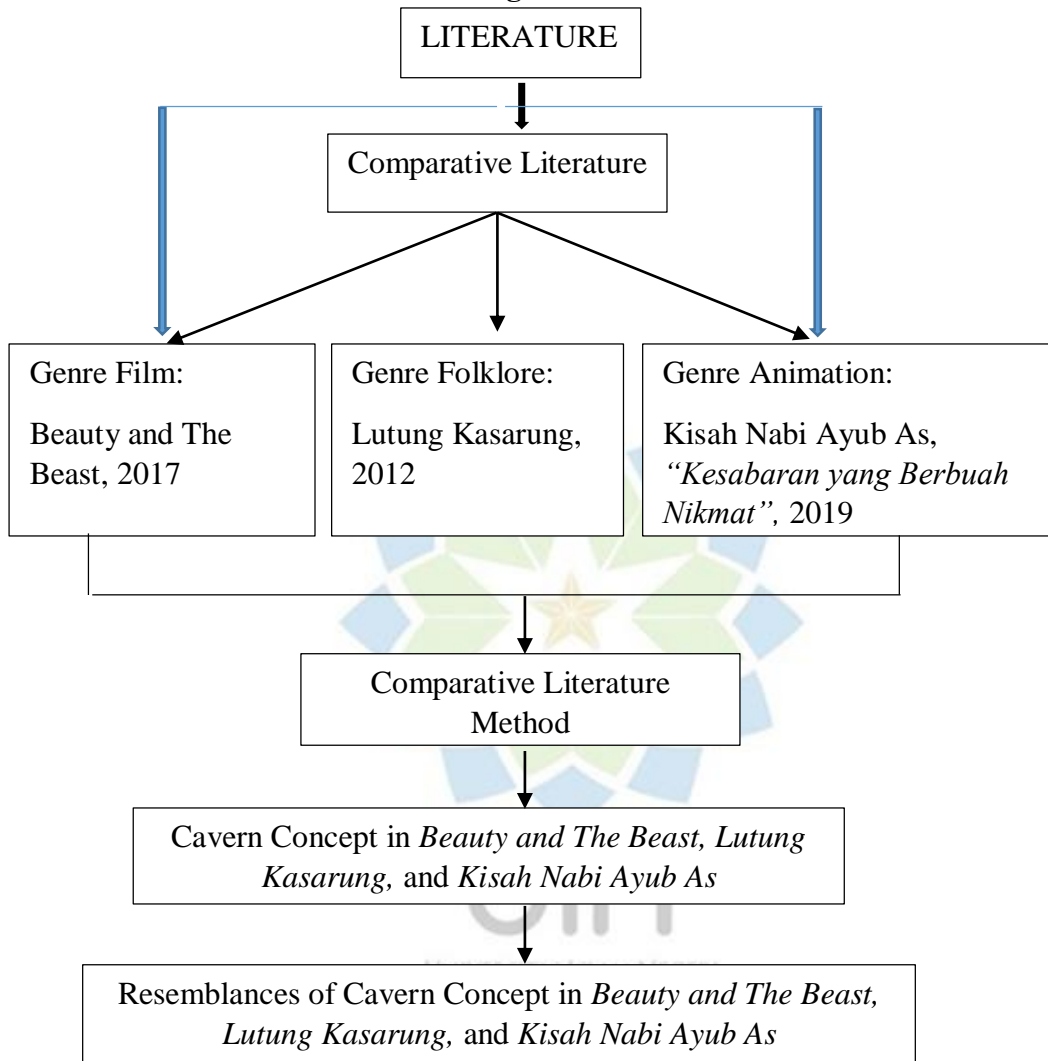 LITERATURE
Comparative Literature
Genre Film:
Beauty and The
Beast, 2017
Genre Folklore:
Lutung Kasarung,
2012
Genre Animation:
Kisah Nabi Ayub As,
“Kesabaran yang Berbuah
Nikmat”, 2019
Comparative Literature
Method
Cavern Concept in Beauty and The Beast, Lutung
Kasarung, and Kisah Nabi Ayub As
Resemblances of Cavern Concept in Beauty and The Beast,
Lutung Kasarung, and Kisah Nabi Ayub As